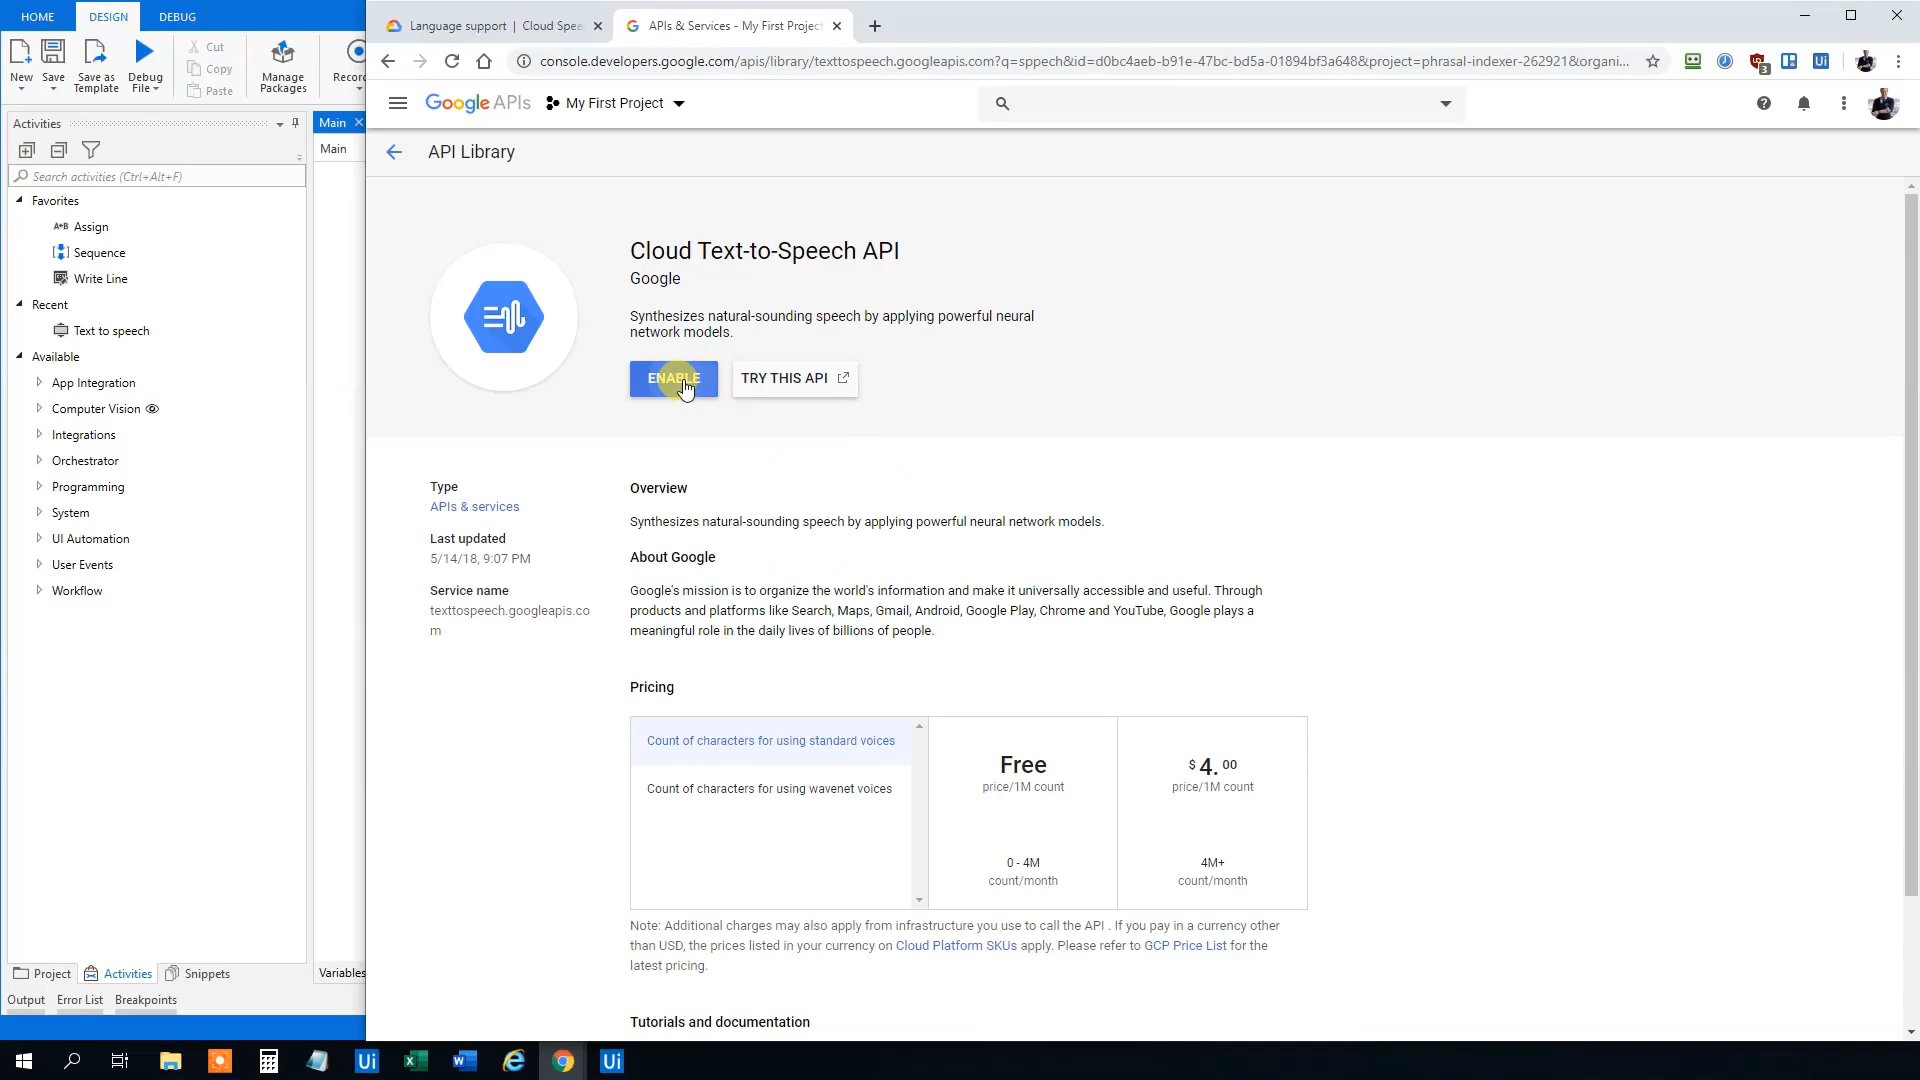 HOME
DESIGN
DEBUG
New
Save
Save as Template
Debug File
Cut
Copy
Paste
Manage Packages
Recor
Activities
Search activities (Ctrl+Alt+F)
Favorites
A*B Assign
Sequence
Write Line
Recent
Text to speech
Available
App Integration
Computer Vision
Integrations
Orchestrator
Programming
System
UI Automation
User Events
Workflow
Project
Activities
Snippets
Output
Error List
Breakpoints
Main
Main
Variables
Language support | Cloud Spee
APIs & Services - My First Project
console.developers.google.com/apis/library/texttospeech.googleapis.com?q=sppech&id=d0bc4aeb-b91e-47bc-bd5a-01894bf3a648&project=phrasal-indexer-262921&organi...
3
Ui
Google APIs
My First Project
API Library
Cloud Text-to-Speech API
Google
Synthesizes natural-sounding speech by applying powerful neural
network models.
ENABLE
TRY THIS API
Type
APIs & services
Last updated
5/14/18, 9:07 PM
Service name
texttospeech.googleapis.co
m
Overview
Synthesizes natural-sounding speech by applying powerful neural network models.
About Google
Google's mission is to organize the world's information and make it universally accessible and useful. Through
products and platforms like Search, Maps, Gmail, Android, Google Play, Chrome and YouTube, Google plays a
meaningful role in the daily lives of billions of people.
Pricing
Count of characters for using standard voices
Count of characters for using wavenet voices
Free
price/1M count
0 - 4M
count/month
$ 4. 00
price/1M count
4M+
count/month
Note: Additional charges may also apply from infrastructure you use to call the API . If you pay in a currency other
than USD, the prices listed in your currency on Cloud Platform SKUs apply. Please refer to GCP Price List for the
latest pricing.
Tutorials and documentation
Ui
Ui